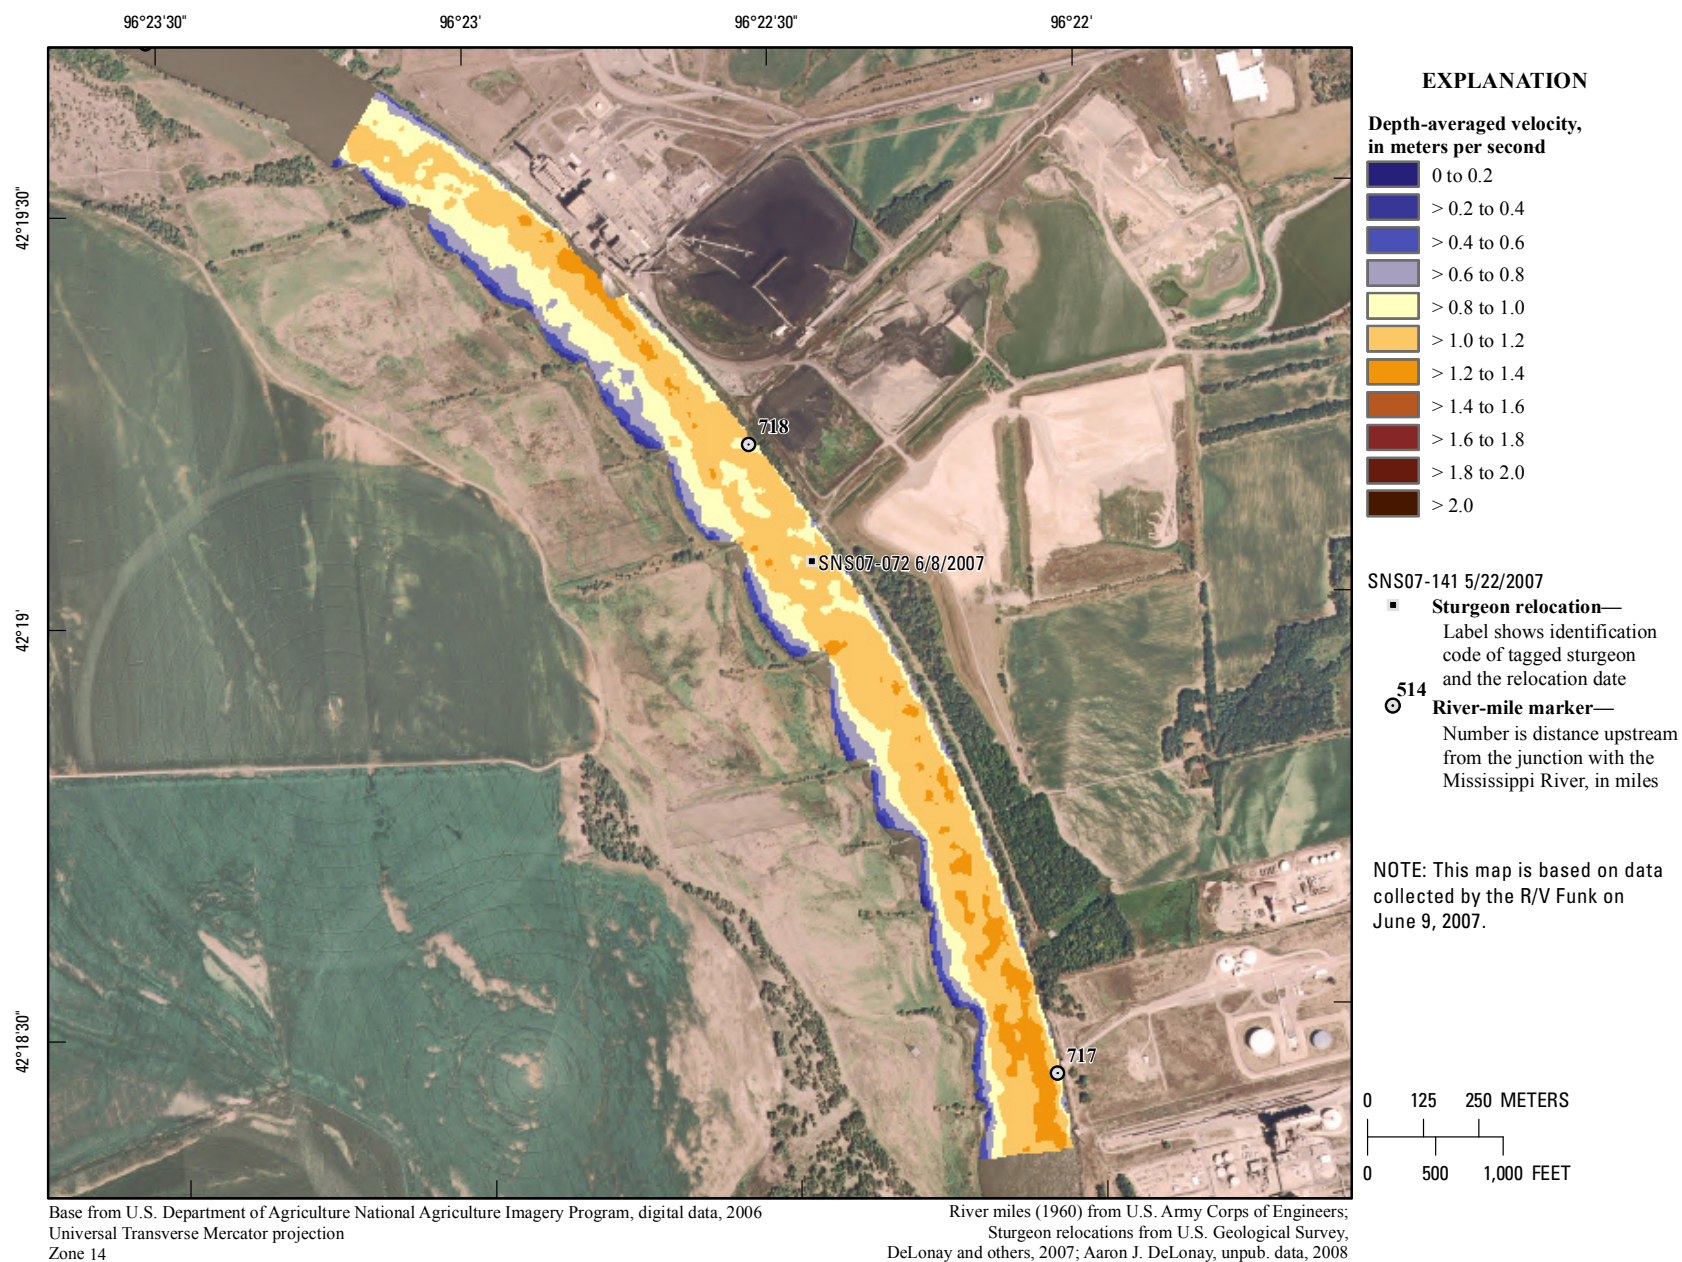 96°23'30" 96°23' 96°22'30" 96°22'
42°19'30"
42°19'
42°18'30"
718
SNS07-072 6/8/2007
717
EXPLANATION
Depth-averaged velocity,
in meters per second
0 to 0.2
> 0.2 to 0.4
> 0.4 to 0.6
> 0.6 to 0.8
> 0.8 to 1.0
> 1.0 to 1.2
> 1.2 to 1.4
> 1.4 to 1.6
> 1.6 to 1.8
> 1.8 to 2.0
> 2.0
SNS07-141 5/22/2007
Sturgeon relocation—
Label shows identification
code of tagged sturgeon
and the relocation date
514
River-mile marker—
Number is distance upstream
from the junction with the
Mississippi River, in miles
NOTE: This map is based on data
collected by the R/V Funk on
June 9, 2007.
0 125 250 METERS
0 500 1,000 FEET
Base from U.S. Department of Agriculture National Agriculture Imagery Program, digital data, 2006
Universal Transverse Mercator projection
Zone 14
River miles (1960) from U.S. Army Corps of Engineers;
Sturgeon relocations from U.S. Geological Survey,
DeLonay and others, 2007; Aaron J. DeLonay, unpub. data, 2008